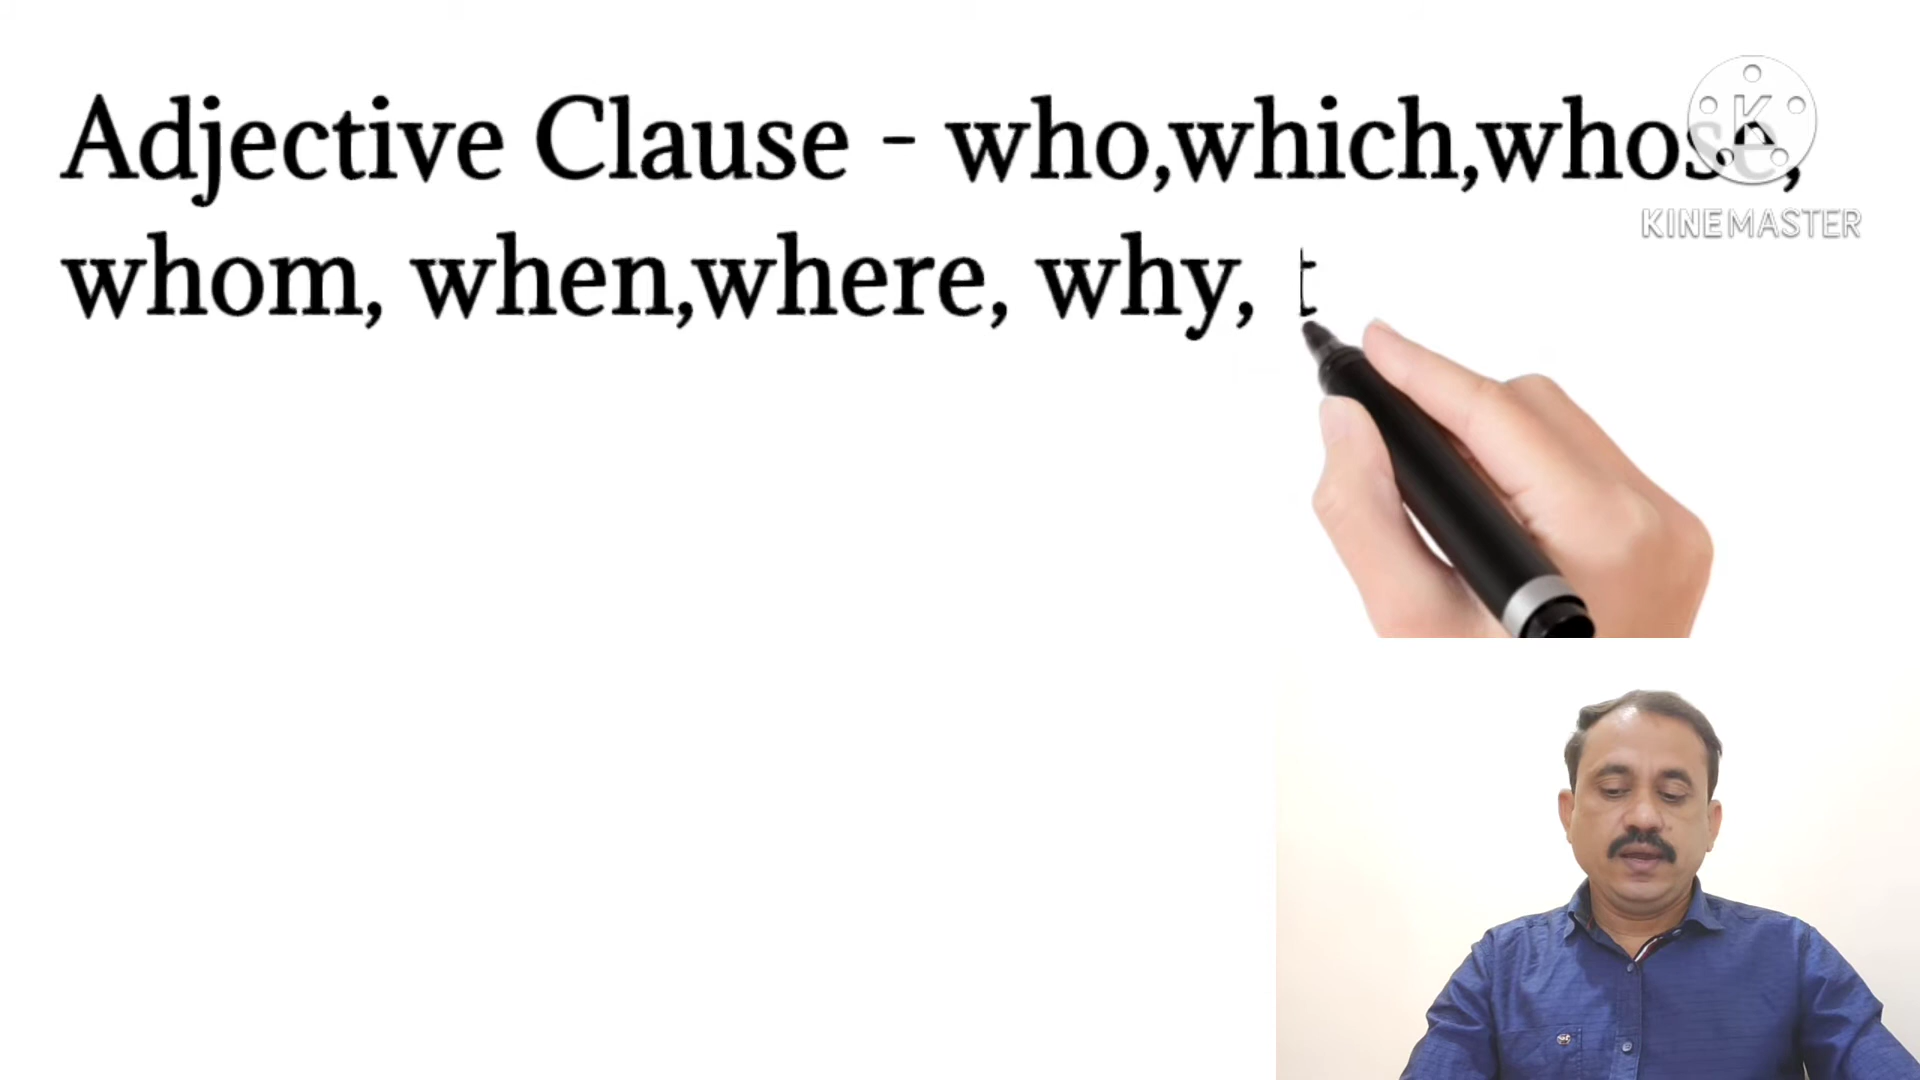 Adjective Clause - who,which,whose,
whom, when,where, why, t
K
KINEMASTER